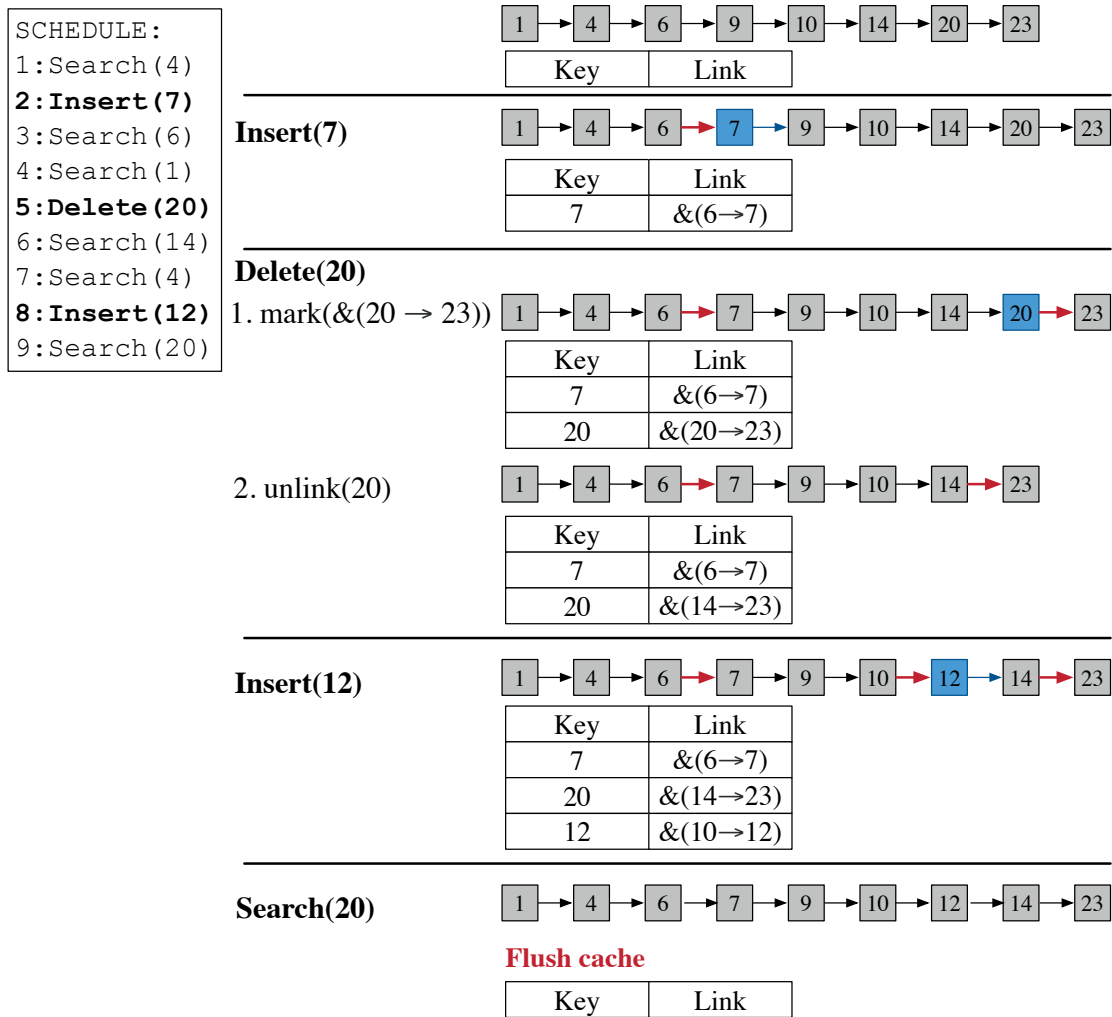 SCHEDULE:
1:Search(4)
2:Insert(7)
3:Search(6)
4:Search(1)
5:Delete(20)
6:Search(14)
7:Search(4)
8:Insert(12)
9:Search(20)
1 4 6 9 10 14 20 23
Key Link
Insert(7)
1 4 6 7 9 10 14 20 23
Key Link
7 &(6→7)
Delete(20)
1. mark(&(20 → 23))
1 4 6 7 9 10 14 20 23
Key Link
7 &(6→7)
20 &(20→23)
2. unlink(20)
1 4 6 7 9 10 14 23
Key Link
7 &(6→7)
20 &(14→23)
Insert(12)
1 4 6 7 9 10 12 14 23
Key Link
7 &(6→7)
20 &(14→23)
12 &(10→12)
Search(20)
1 4 6 7 9 10 12 14 23
Flush cache
Key Link